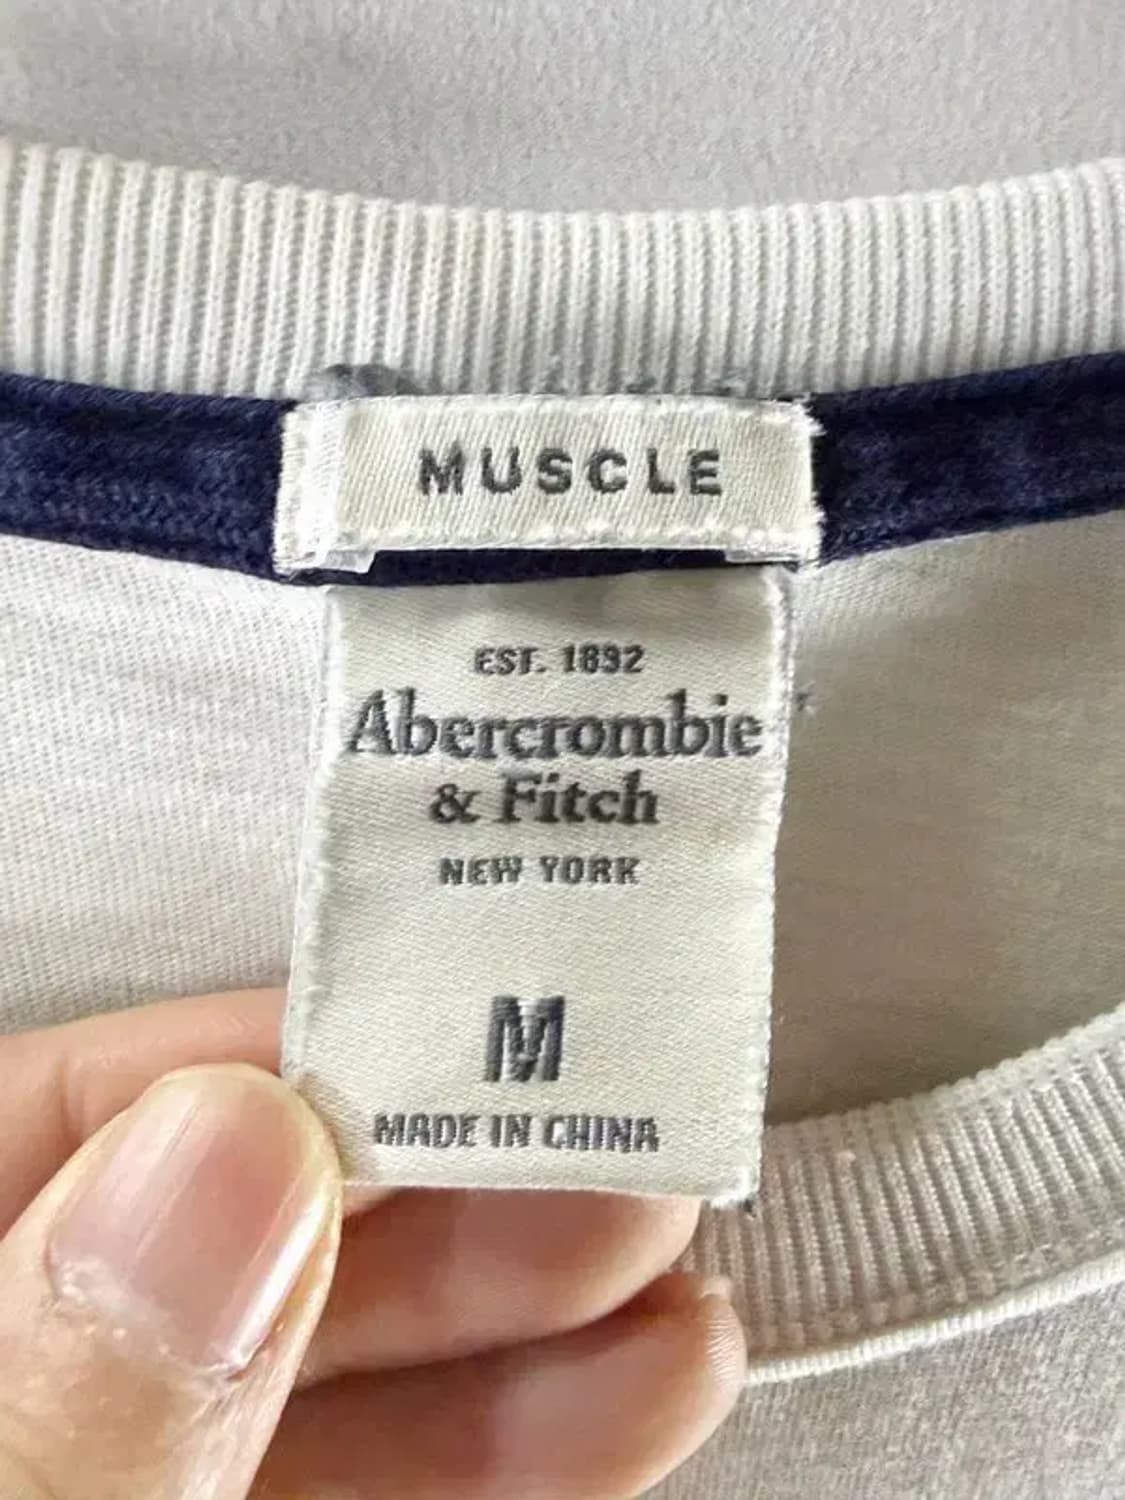 MUSCLE
EST. 1892
Abercrombie
& Fitch
NEW YORK
M
MADE IN CHINA